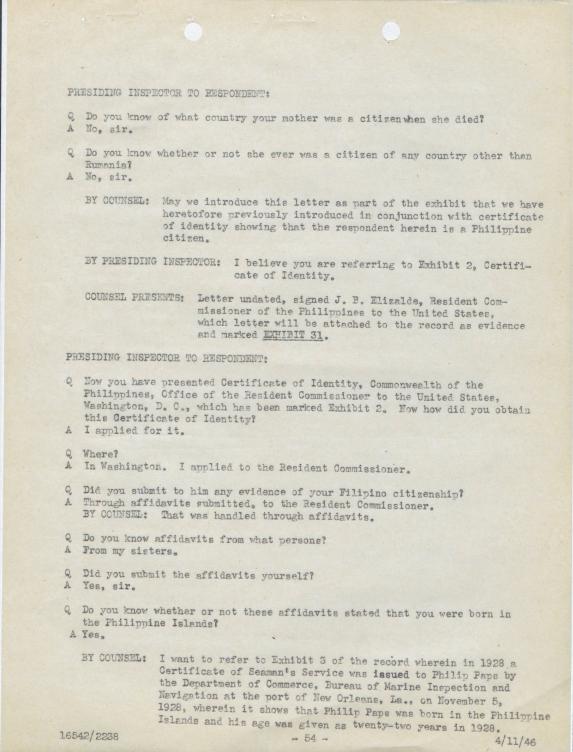 PRESIDING INSPECTOR TO RESPONDENT:
Q Do you know of what country your mother was a citizen when she died?
A No, sir.
Q Do you know whether or not she ever was a citizen of any country other than
Rumania?
A No, sir.
BY COUNSEL: May we introduce this letter as part of the exhibit that we have
heretofore previously introduced in conjunction with certificate
of identity showing that the respondent herein is a Philippine
citizen.
BY PRESIDING INSPECTOR: I believe you are referring to Exhibit 2, Certifi-
cate of Identity.
COUNSEL PRESENTS: Letter undated, signed J. B. Elizalde, Resident Com-
missioner of the Philippines to the United States,
which letter will be attached to the record as evidence
and marked EXHIBIT 31.
PRESIDING INSPECTOR TO RESPONDENT:
Q Now you have presented Certificate of Identity, Commonwealth of the
Philippines, Office of the Resident Commissioner to the United States,
Washington, D. C., which has been marked Exhibit 2. Now how did you obtain
this Certificate of Identity?
A I applied for it.
Q Where?
A In Washington. I applied to the Resident Commissioner.
Q Did you submit to him any evidence of your Filipino citizenship?
A Through affidavits submitted, to the Resident Commissioner.
BY COUNSEL: That was handled through affidavits.
Q Do you know affidavits from what persons?
A From my sisters.
Q Did you submit the affidavits yourself?
A Yes, sir.
Q Do you know whether or not these affidavits stated that you were born in
the Philippine Islands?
A Yes.
BY COUNSEL: I want to refer to Exhibit 3 of the record wherein in 1928 a
Certificate of Seaman's Service was issued to Philip Paps by
the Department of Commerce, Bureau of Marine Inspection and
Navigation at the port of New Orleans, La., on November 5,
1928, wherein it shows that Philip Paps was born in the Philippine
Islands and his age was given as twenty-two years in 1928.
16542/2238 - 54 - 4/11/46